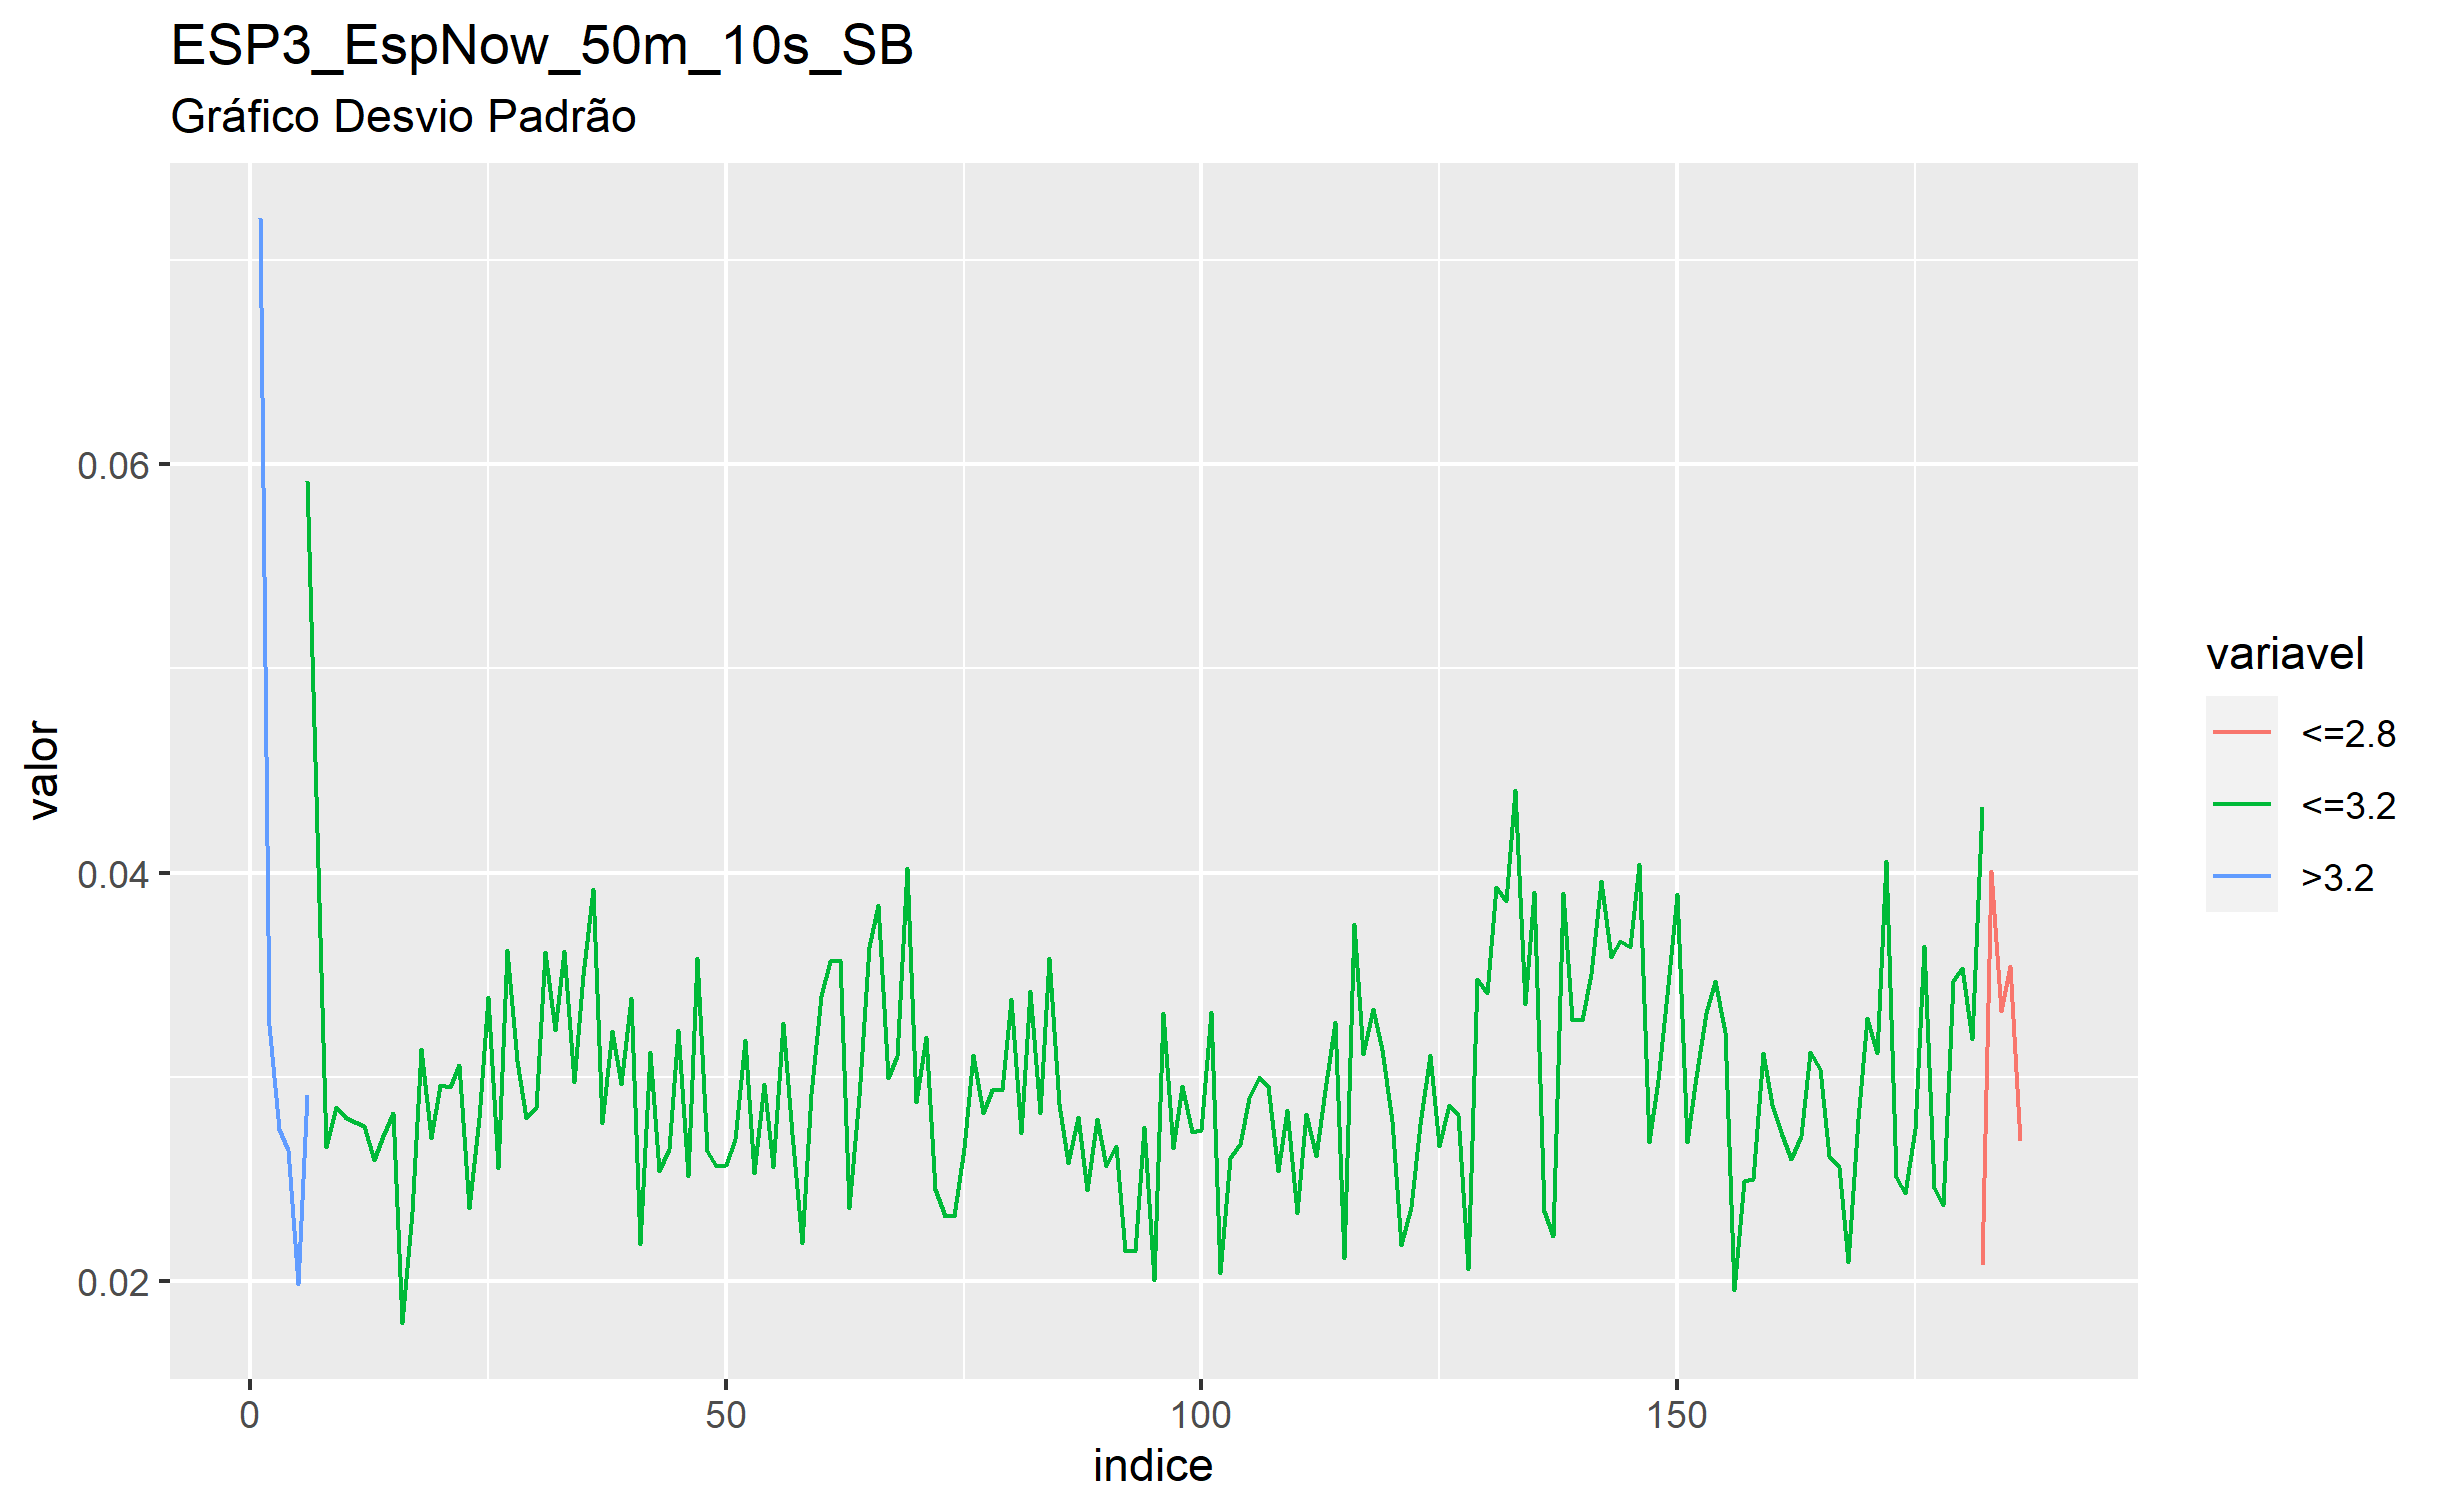 ESP3_EspNow_50m_10s_SB
Gráfico Desvio Padrão
valor
0.06
0.04
0.02
0
50
100
150
indice
variavel
<=2.8
<=3.2
>3.2